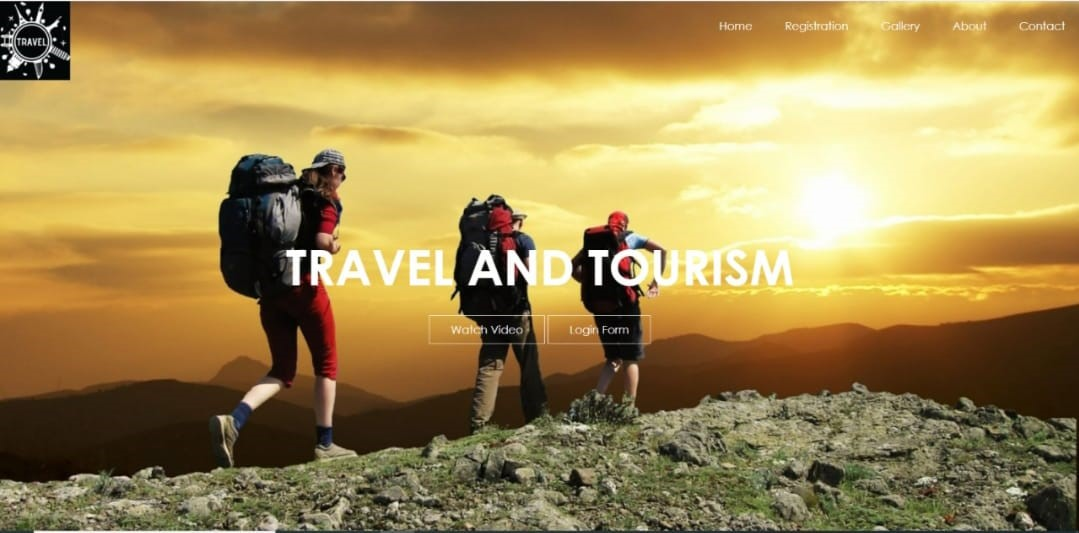 TRAVEL
Home Registration Gallery About Contact
TRAVEL AND TOURISM
Watch Video Login Form